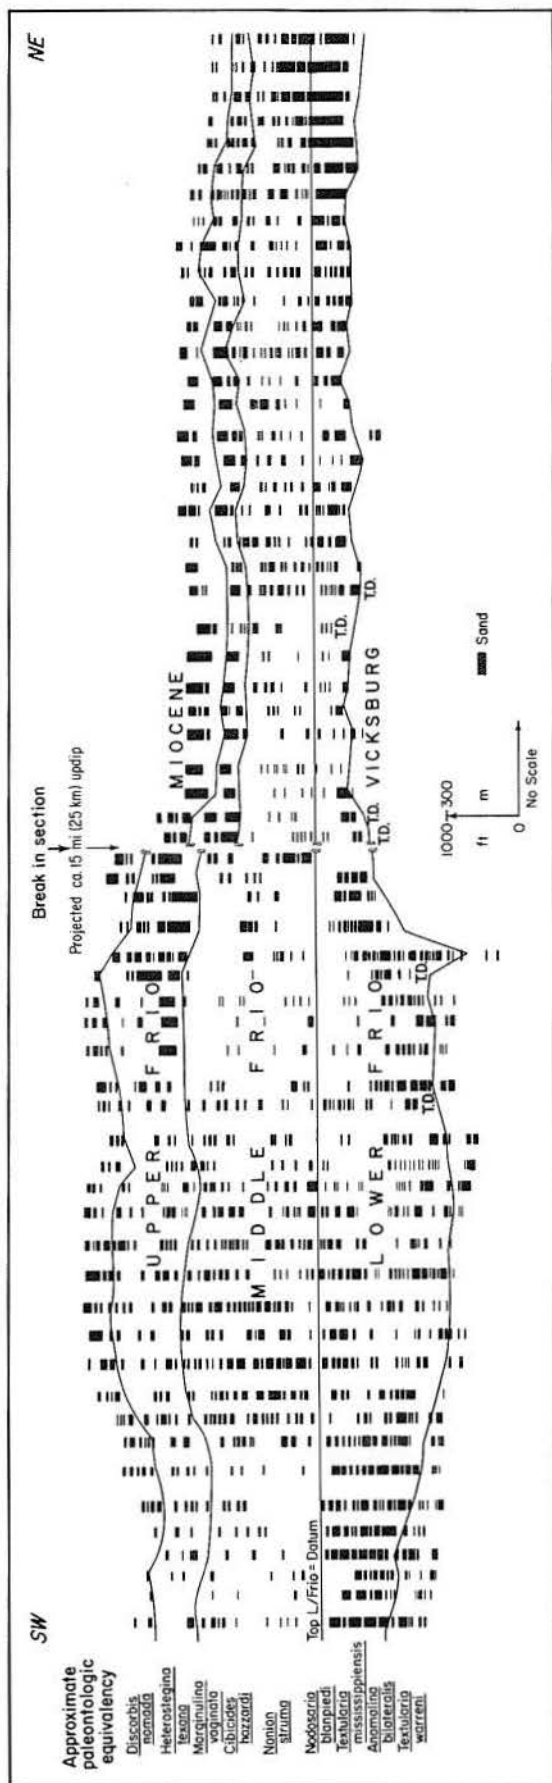 SW
NE
Break in section
Projected ca. 15 mi (25 km) updip
Approximate
paleontologic
equivalency
Discorbis
nomada
Heterostegina
texana
Marginulina
vaginata
Cibicides
hazzardi
Nonion
struma
Nodosaria
blanpiedi
Textularia
mississippiensis
Anomalina
bilateralis
Textularia
warreni
Top L/Frio = Datum
UPPER FRIO
MIDDLE FRIO
LOWER FRIO
MIOCENE
VICKSBURG
T.D.
T.D.
T.D.
T.D.
T.D.
T.D.
1000 300
ft m
0
No Scale
Sand